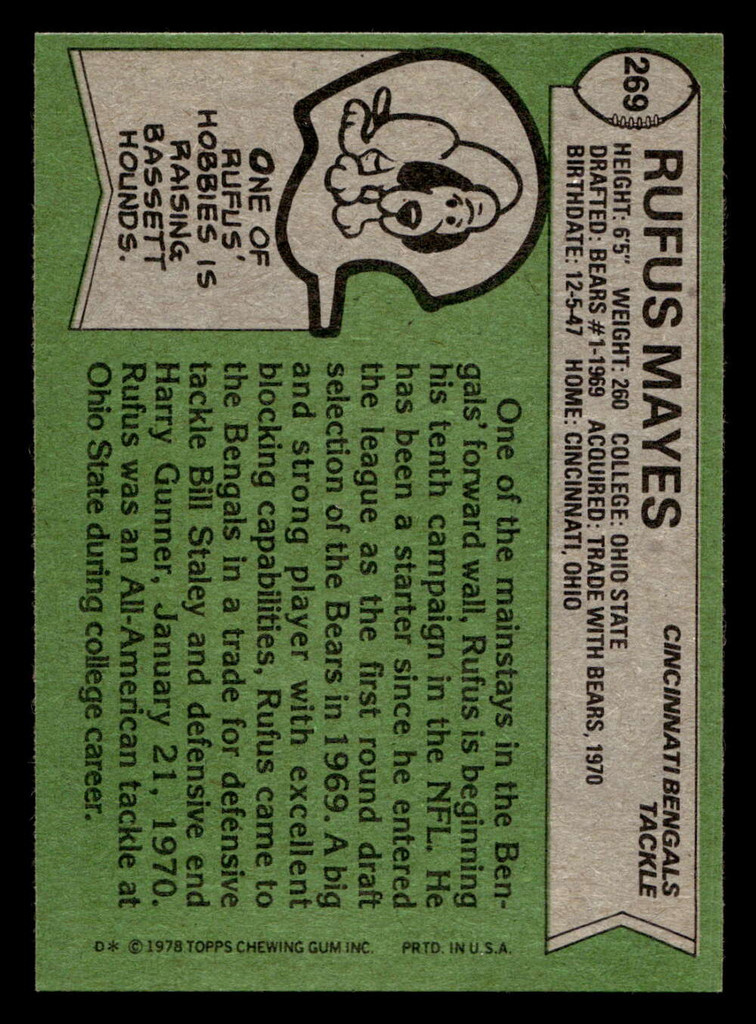 269
RUFUS MAYES
CINCINNATI BENGALS
TACKLE
HEIGHT: 6'5" WEIGHT: 260 COLLEGE: OHIO STATE
DRAFTED: BEARS #1-1969 ACQUIRED: TRADE WITH BEARS, 1970
BIRTHDATE: 12-5-47 HOME: CINCINNATI, OHIO
ONE OF
RUFUS'
HOBBIES IS
RAISING
BASSETT
HOUNDS.
One of the mainstays in the Ben-
gals' forward wall, Rufus is beginning
his tenth campaign in the NFL. He
has been a starter since he entered
the league as the first round draft
selection of the Bears in 1969. A big
and strong player with excellent
blocking capabilities, Rufus came to
the Bengals in a trade for defensive
tackle Bill Staley and defensive end
Harry Gunner, January 21, 1970.
Rufus was an All-American tackle at
Ohio State during college career.
D* © 1978 TOPPS CHEWING GUM INC. PRTD. IN U.S.A.